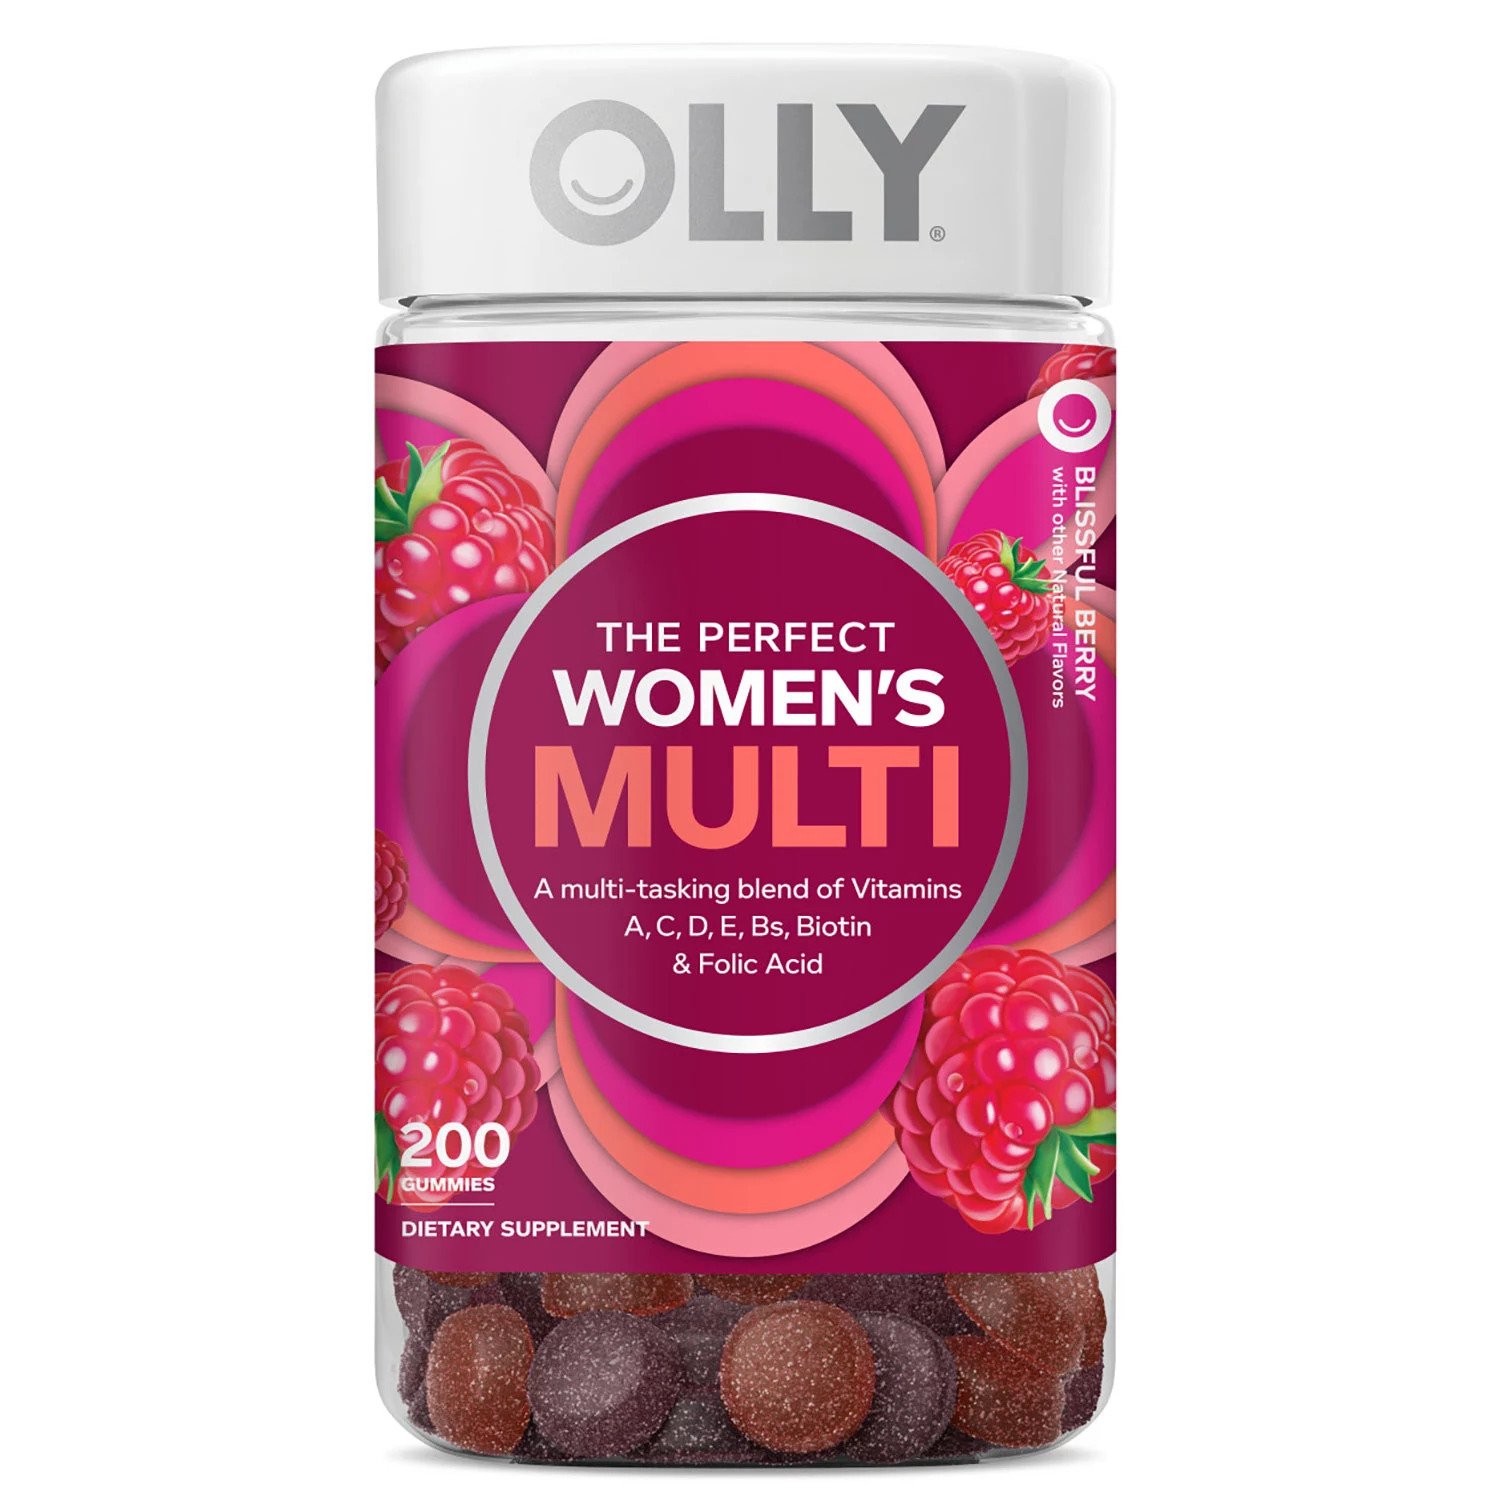 OLLY®
BLISSFUL BERRY
with other Natural Flavors
THE PERFECT
WOMEN'S
MULTI
A multi-tasking blend of Vitamins
A, C, D, E, Bs, Biotin
& Folic Acid
200
GUMMIES
DIETARY SUPPLEMENT